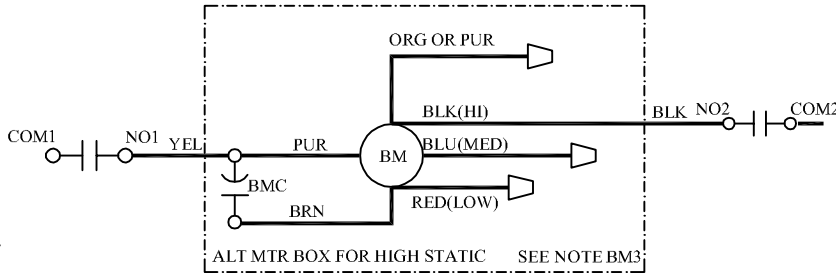 ORG OR PUR
BLK(HI)
BLK
NO2
COM2
COM1
NO1
YEL
PUR
BM
BLU(MED)
BMC
RED(LOW)
BRN
ALT MTR BOX FOR HIGH STATIC
SEE NOTE BM3